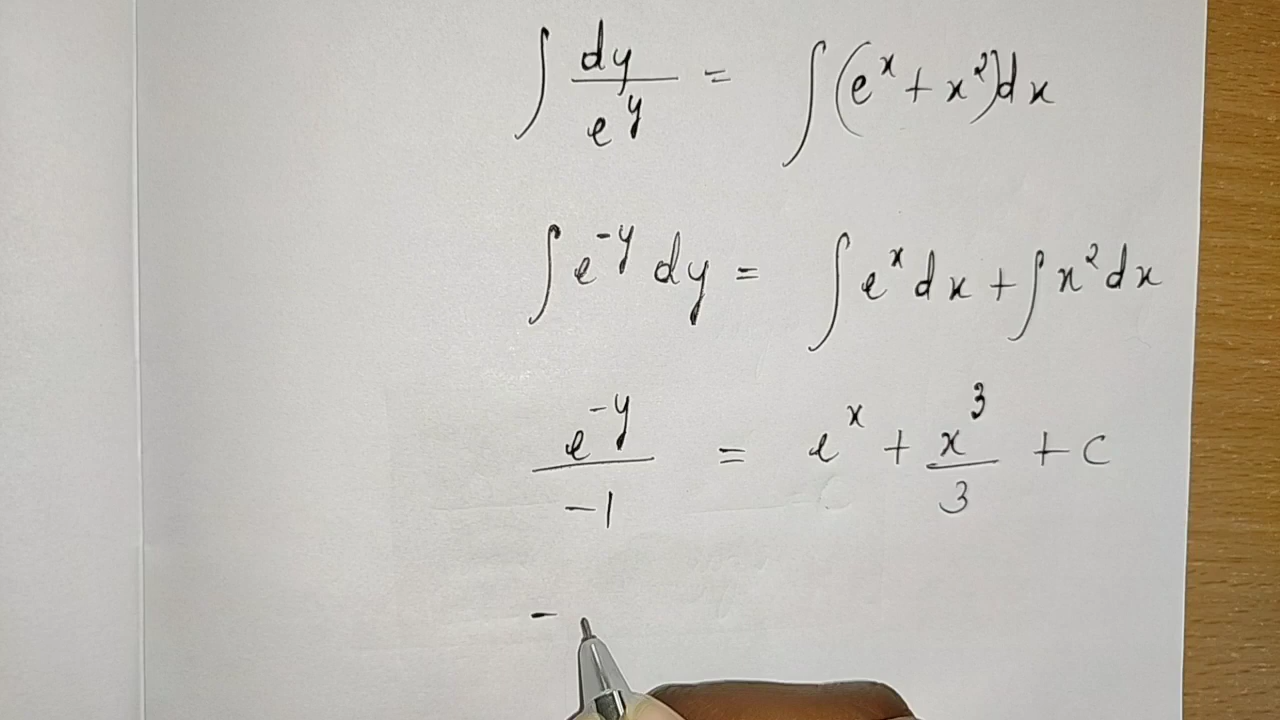 ∫ dy/e^y = ∫(e^x + x^2)dx
∫ e^-y dy = ∫ e^x dx + ∫ x^2 dx
e^-y/-1 = e^x + x^3/3 + c
-